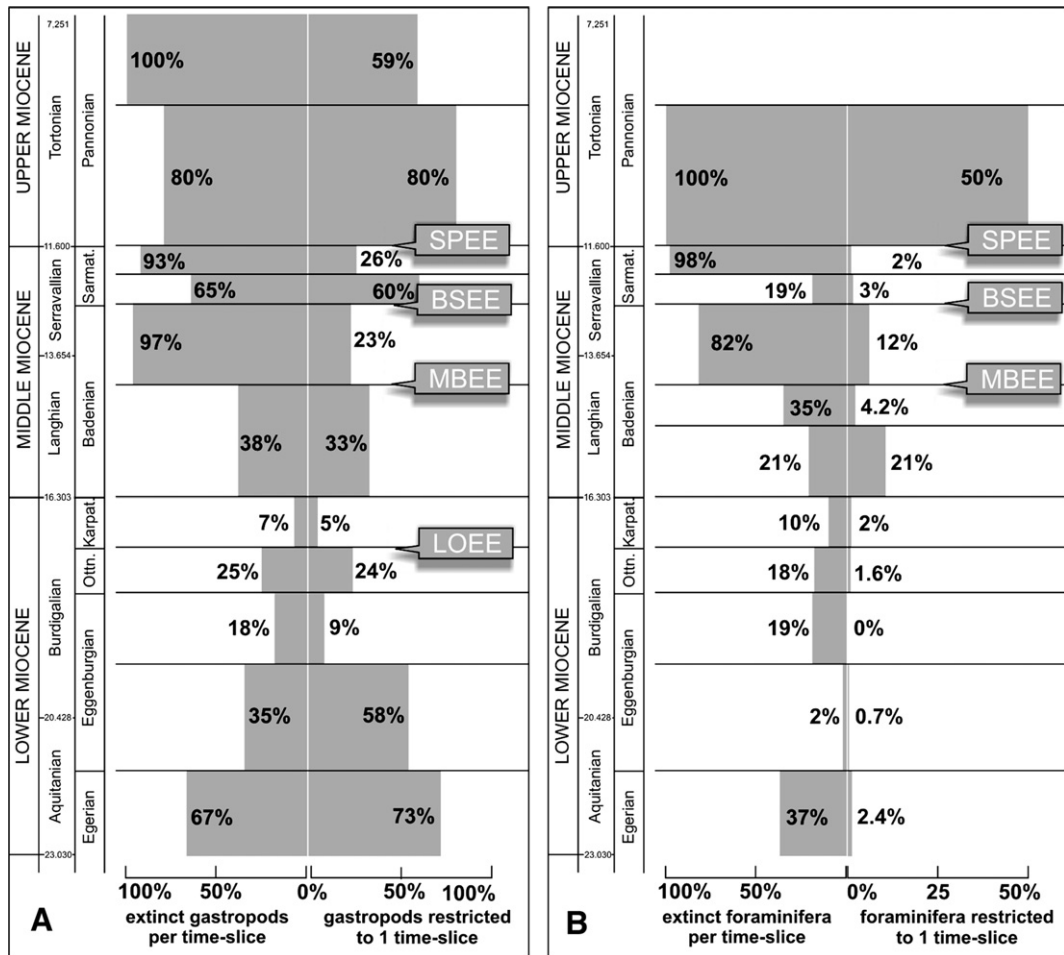 UPPER MIOCENE
Tortonian
Pannonian
7,251
100%
59%
80%
80%
SPEE
11.600
MIDDLE MIOCENE
Serravallian
Sarmat.
93%
26%
65%
60%
BSEE
97%
23%
13.654
MBEE
Langhian
Badenian
38%
33%
16.303
LOWER MIOCENE
Burdigalian
Karpat.
7%
5%
LOEE
Ottn.
25%
24%
Eggenburgian
18%
9%
35%
58%
20.428
Aquitanian
Egerian
67%
73%
23.030
100%
50%
0%
50%
100%
A
extinct gastropods
per time-slice
gastropods restricted
to 1 time-slice
UPPER MIOCENE
Tortonian
Pannonian
7,251
100%
50%
SPEE
11.600
MIDDLE MIOCENE
Serravallian
Sarmat.
98%
2%
19%
3%
BSEE
82%
12%
13.654
MBEE
Langhian
Badenian
35%
4.2%
21%
21%
16.303
LOWER MIOCENE
Burdigalian
Karpat.
10%
2%
Ottn.
18%
1.6%
Eggenburgian
19%
0%
2%
0.7%
20.428
Aquitanian
Egerian
37%
2.4%
23.030
100%
50%
0%
25
50%
B
extinct foraminifera
per time-slice
foraminifera restricted
to 1 time-slice